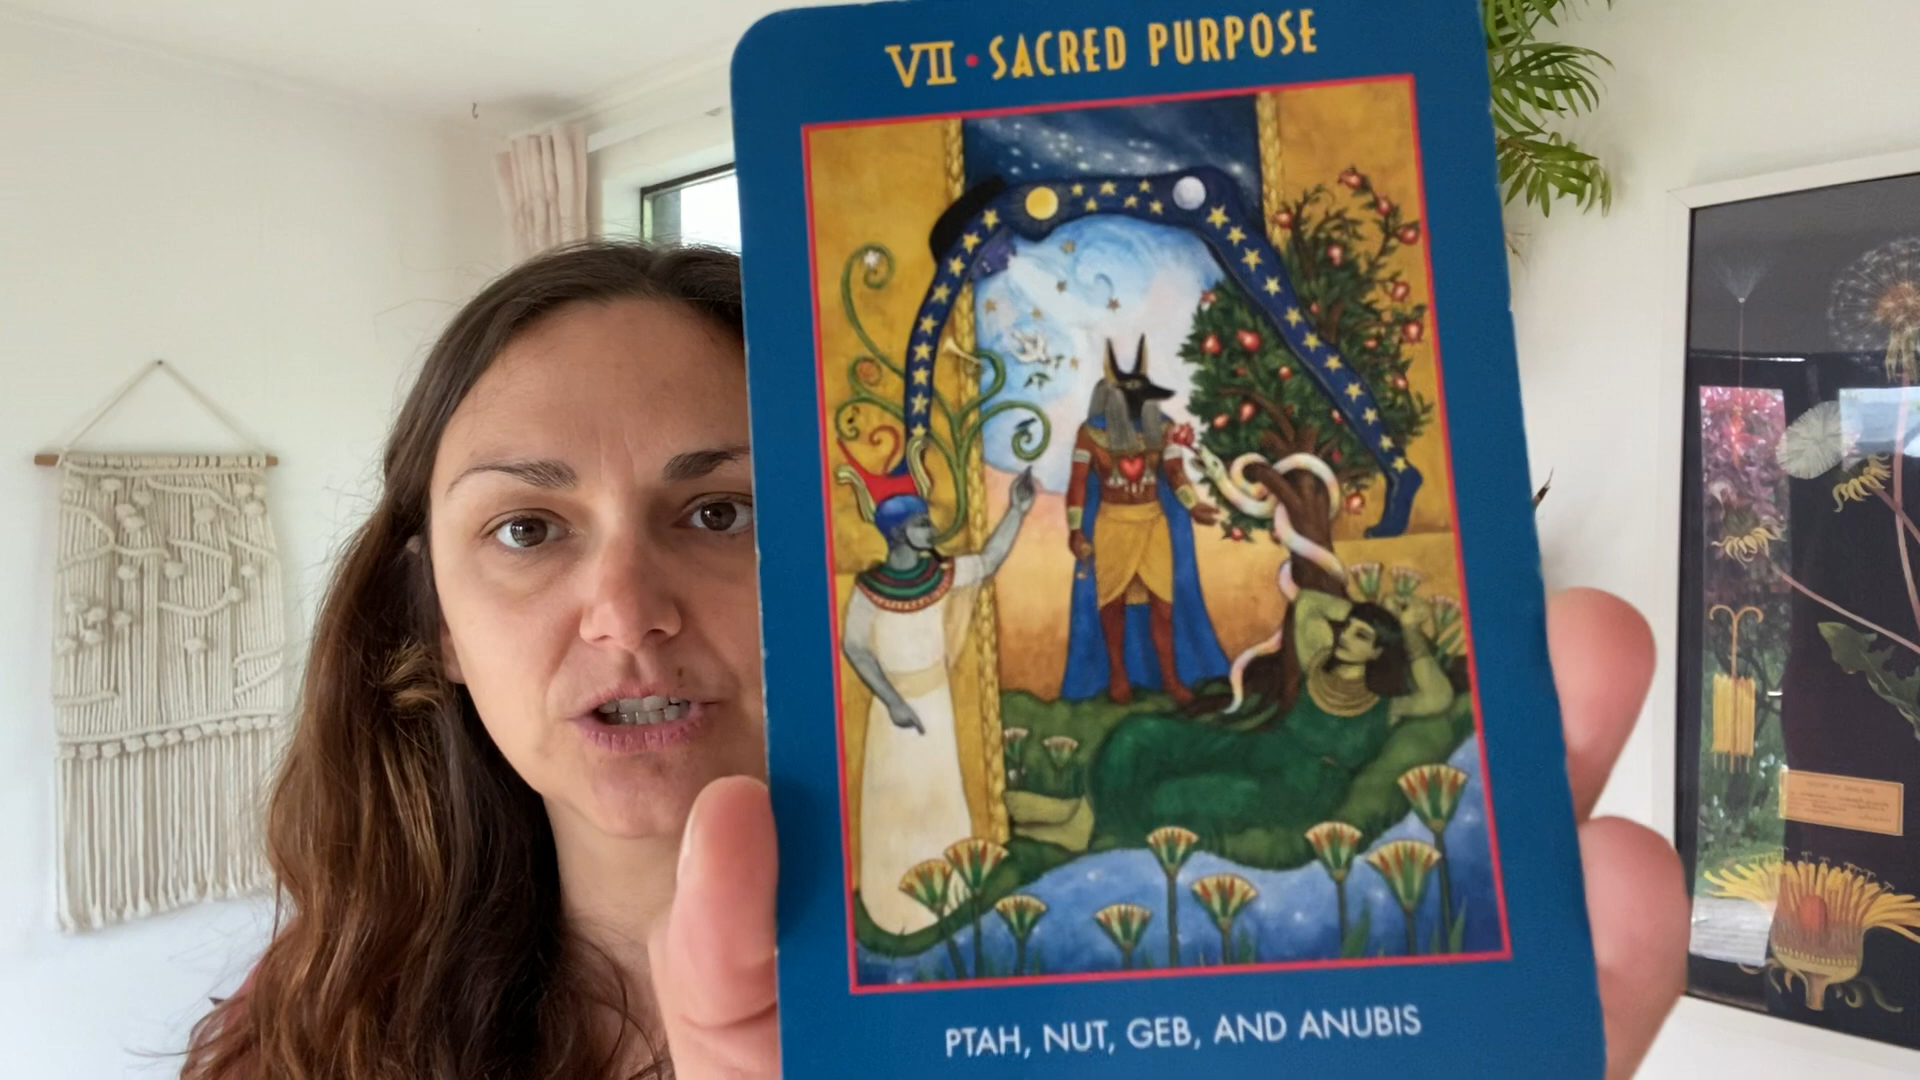 VII • SACRED PURPOSE
PTAH, NUT, GEB, AND ANUBIS